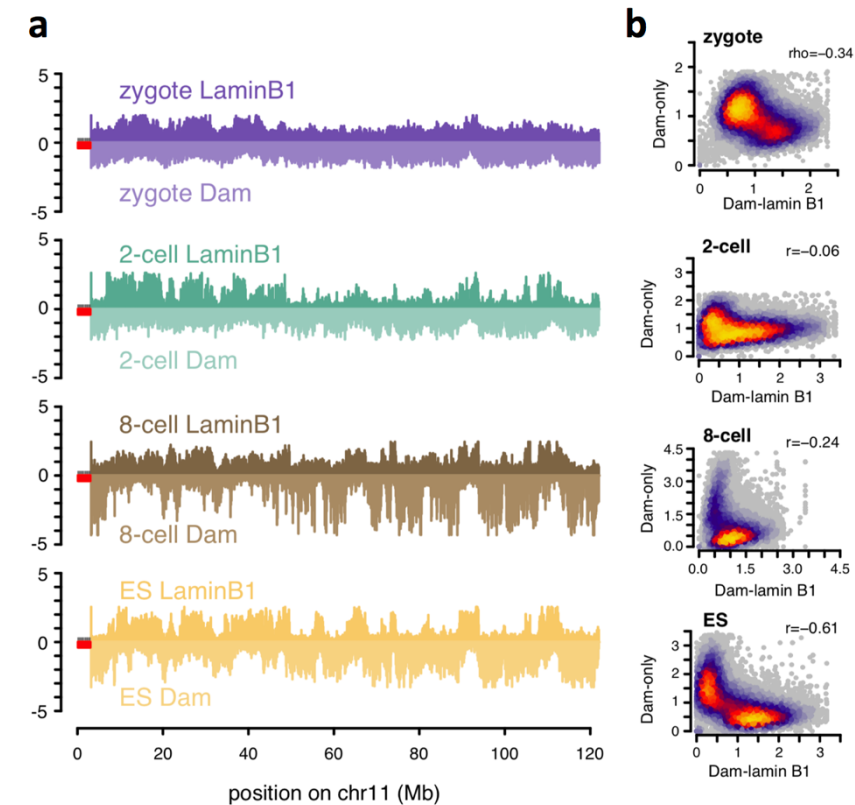 a
5
0
-5
zygote LaminB1
zygote Dam
5
0
-5
2-cell LaminB1
2-cell Dam
5
0
-5
8-cell LaminB1
8-cell Dam
5
0
-5
ES LaminB1
ES Dam
0 20 40 60 80 100 120
position on chr11 (Mb)
b
zygote
rho=−0.34
Dam-only
2
1
0
0 1 2
Dam-lamin B1
2-cell
r=−0.06
Dam-only
3
2
1
0
0 1 2 3
Dam-lamin B1
8-cell
r=−0.24
Dam-only
4.5
3.0
1.5
0.0
0.0 1.5 3.0 4.5
Dam-lamin B1
ES
r=−0.61
Dam-only
3
2
1
0
0 1 2 3
Dam-lamin B1